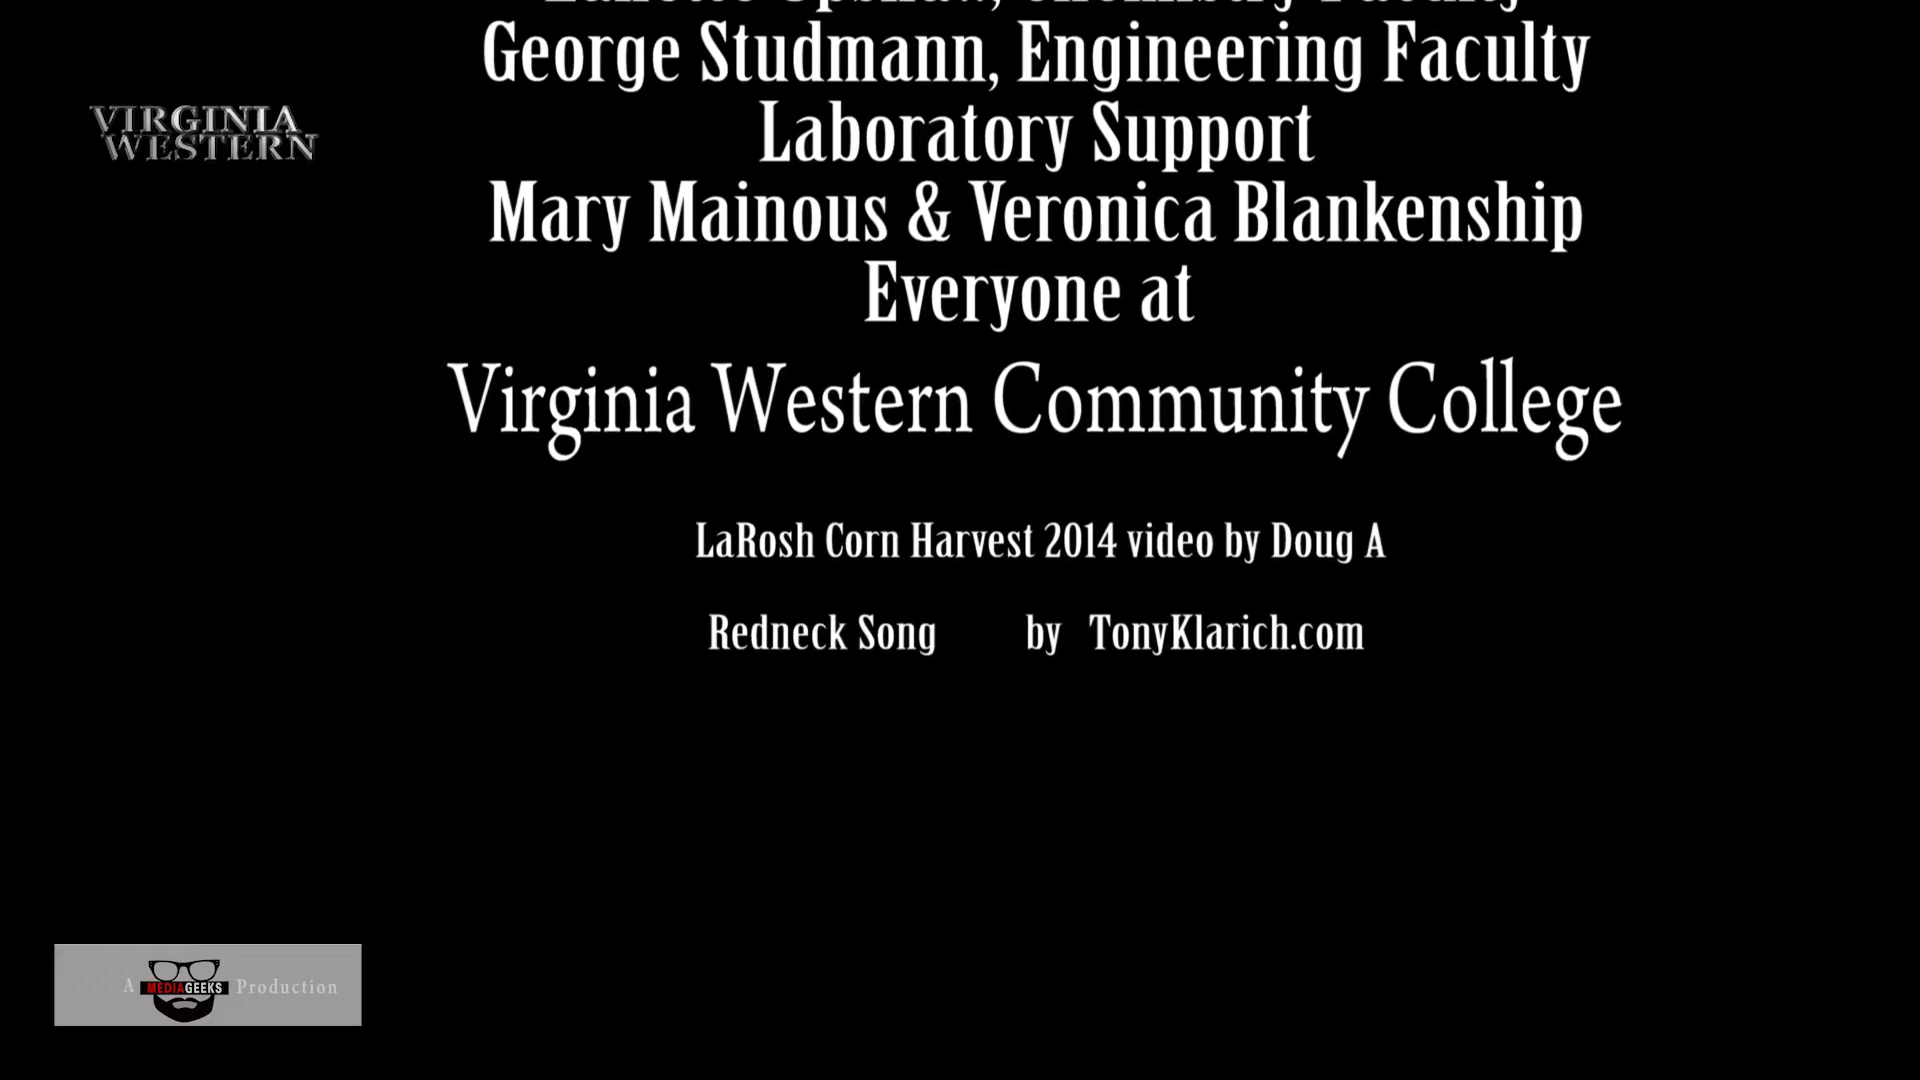 George Studmann, Engineering Faculty
Laboratory Support
Mary Mainous & Veronica Blankenship
Everyone at
Virginia Western Community College
LaRosh Corn Harvest 2014 video by Doug A
Redneck Song by TonyKlarich.com
VIRGINIA
WESTERN
A MEDIAGEEKS Production